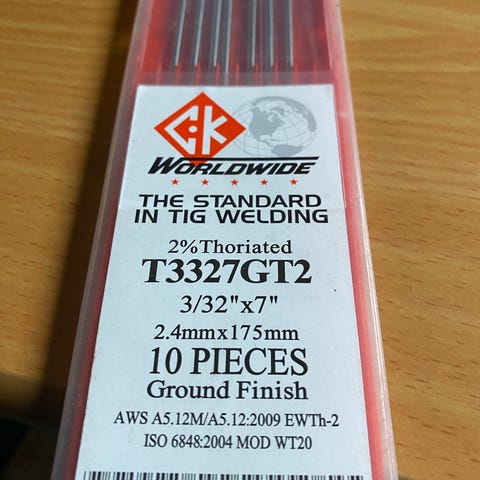 CK
WORLDWIDE
THE STANDARD
IN TIG WELDING
2%Thoriated
T3327GT2
3/32"x7"
2.4mmx175mm
10 PIECES
Ground Finish
AWS A5.12M/A5.12:2009 EWTh-2
ISO 6848:2004 MOD WT20